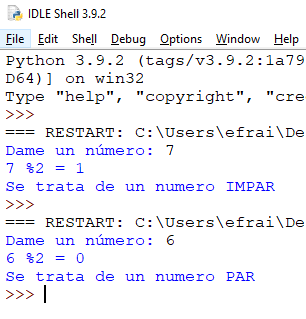 IDLE Shell 3.9.2
File Edit Shell Debug Options Window Help
Python 3.9.2 (tags/v3.9.2:1a79
D64)] on win32
Type "help", "copyright", "cre
>>>
=== RESTART: C:\Users\efrai\De
Dame un número: 7
7 %2 = 1
Se trata de un numero IMPAR
>>>
=== RESTART: C:\Users\efrai\De
Dame un número: 6
6 %2 = 0
Se trata de un numero PAR
>>>